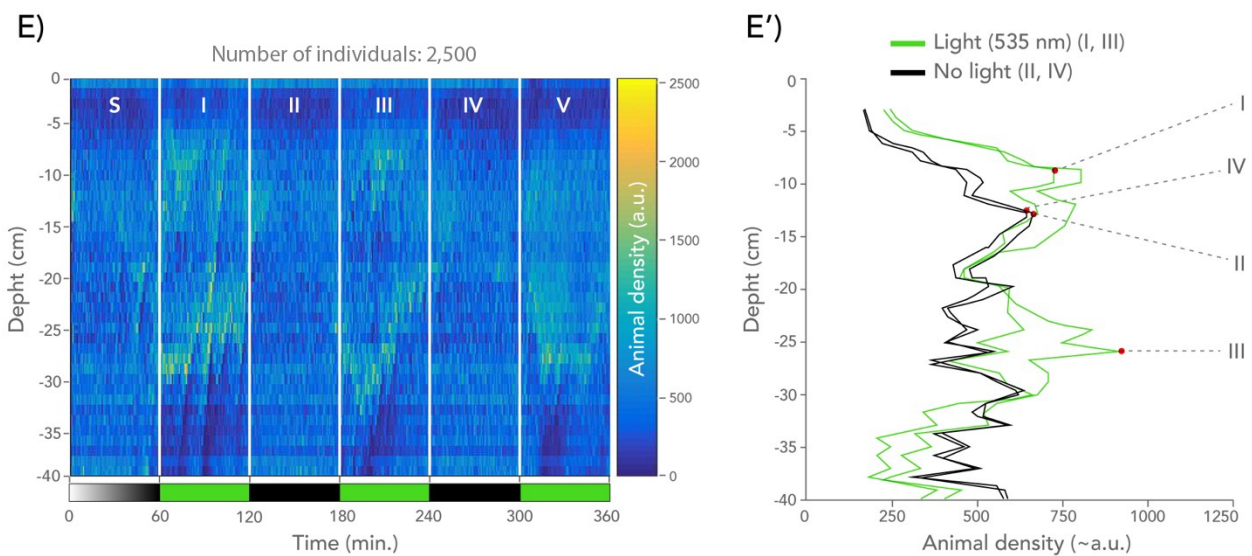 E)
Number of individuals: 2,500
0
-5
-10
-15
-20
-25
-30
-35
-40
Depht (cm)
S I II III IV V
2500
2000
1500
1000
500
0
Animal density (a.u.)
0 60 120 180 240 300 360
Time (min.)
E')
Light (535 nm) (I, III)
No light (II, IV)
0
-5
-10
-15
-20
-25
-30
-35
-40
Depht (cm)
I
IV
II
III
0 250 500 750 1000 1250
Animal density (~a.u.)